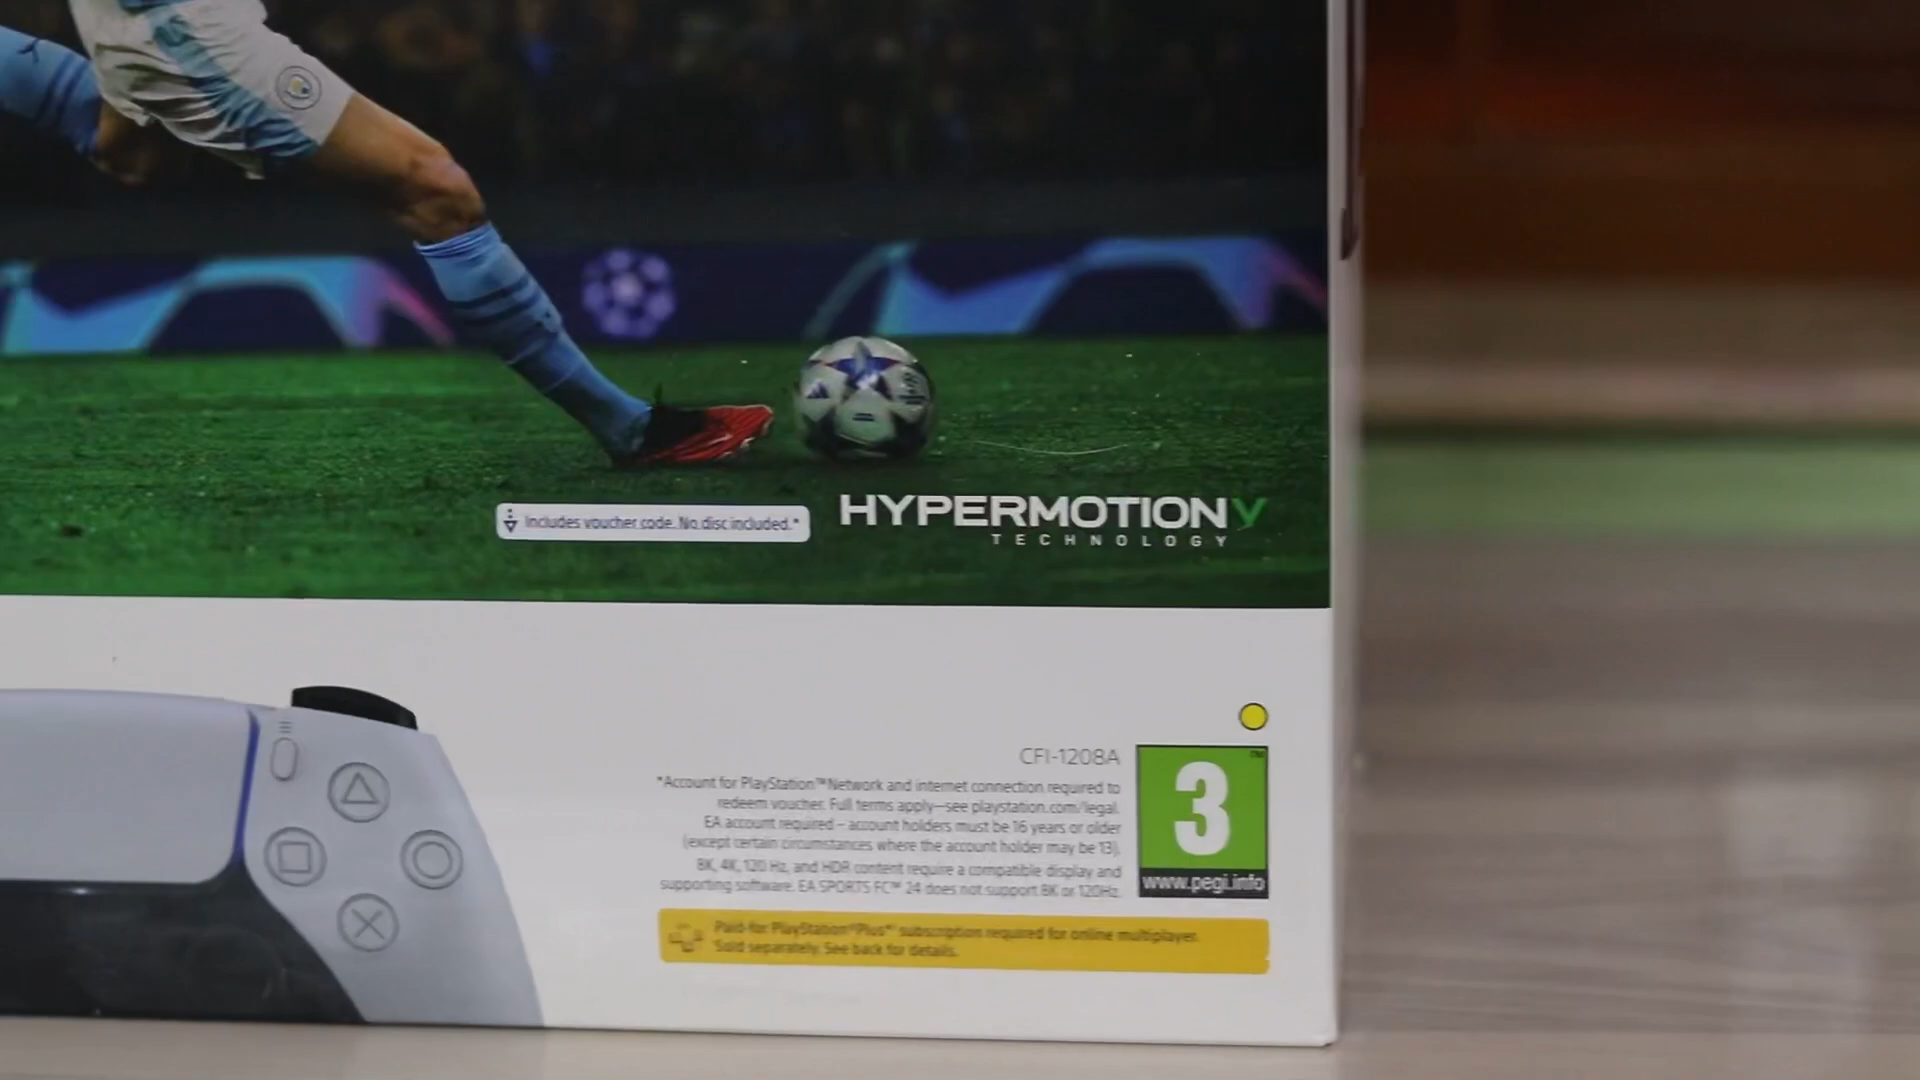 Includes voucher code. No disc included.*
HYPERMOTIONV
TECHNOLOGY
CFI-1208A
*Account for PlayStation™Network and internet connection required to
redeem voucher. Full terms apply—see playstation.com/legal.
EA account required – account holders must be 16 years or older
(except certain circumstances where the account holder may be 13).
8K, 4K, 120 Hz, and HDR content require a compatible display and
supporting software. EA SPORTS FC™ 24 does not support 8K or 120Hz.
3
™
www.pegi.info
Paid-for PlayStation®Plus* subscription required for online multiplayer.
Sold separately. See back for details.